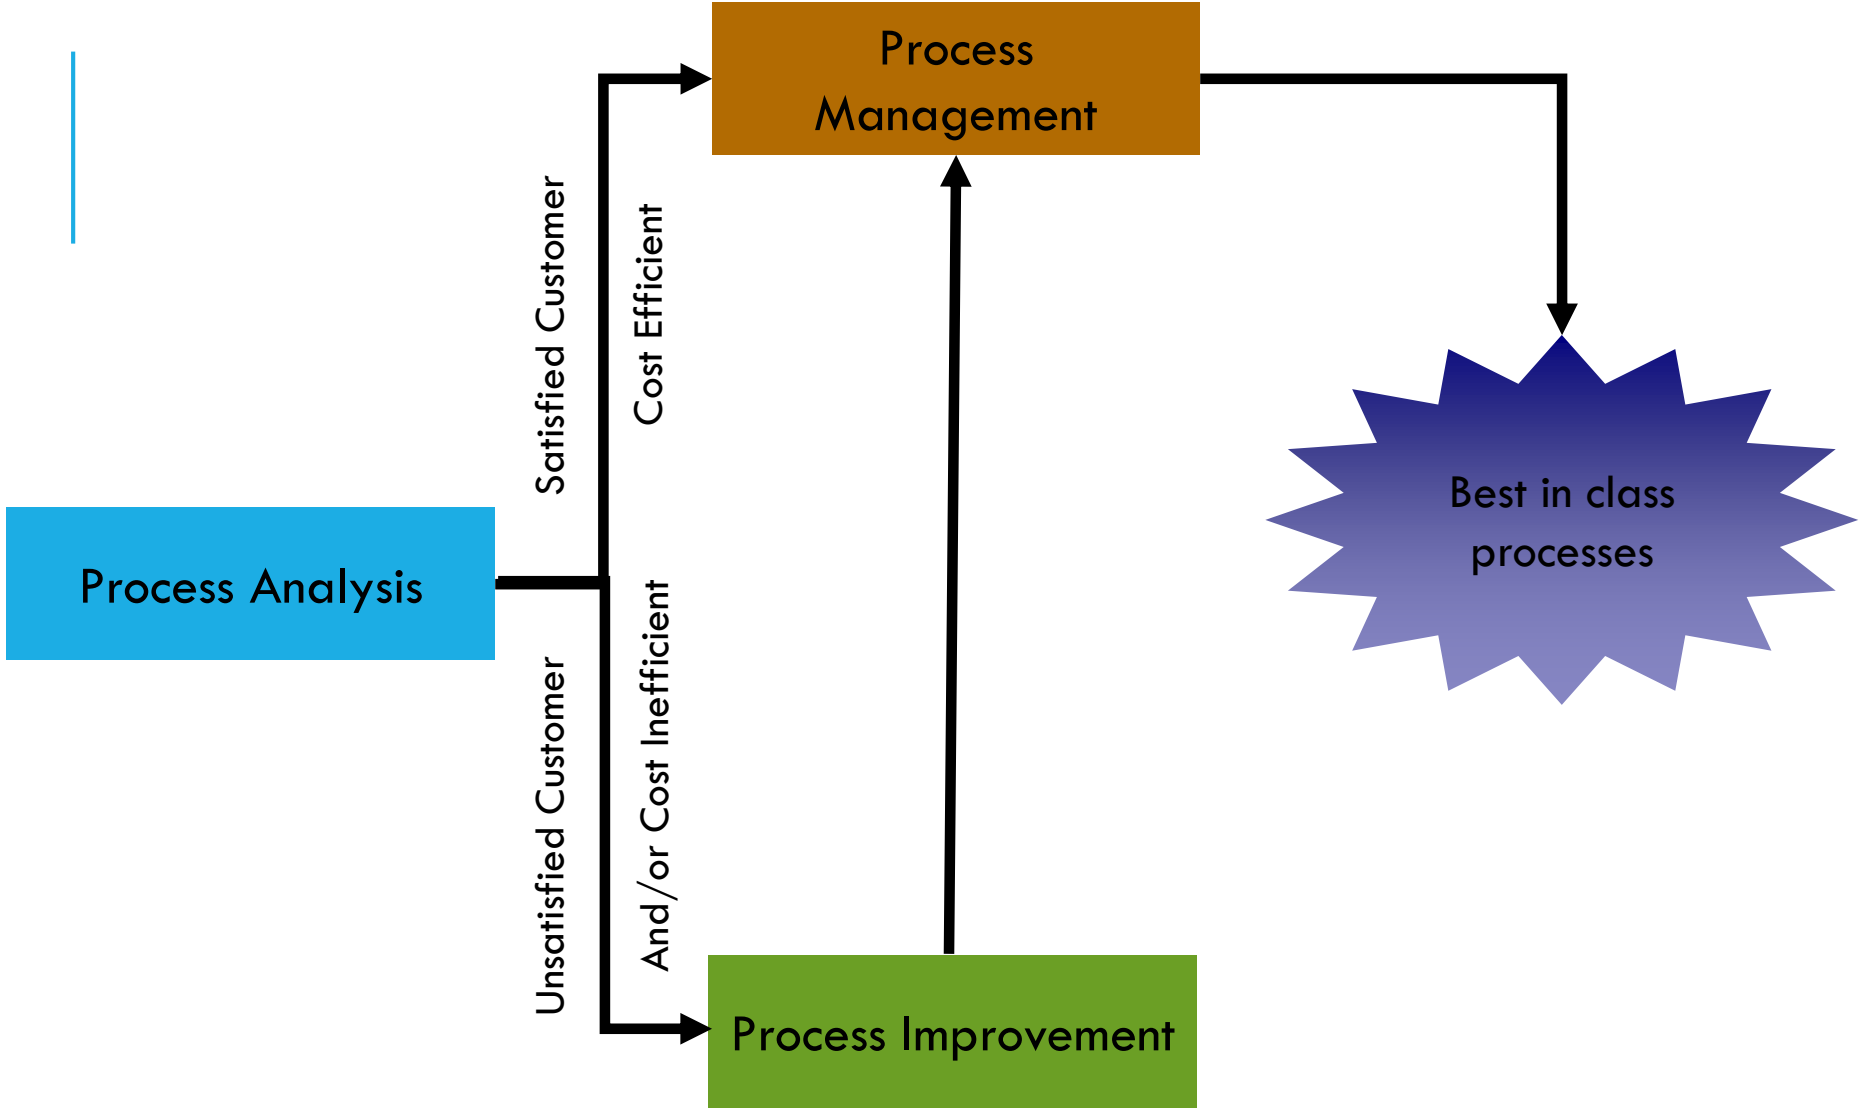 Process
Management
Satisfied Customer
Cost Efficient
Best in class
processes
Process Analysis
Unsatisfied Customer
And/or Cost Inefficient
Process Improvement